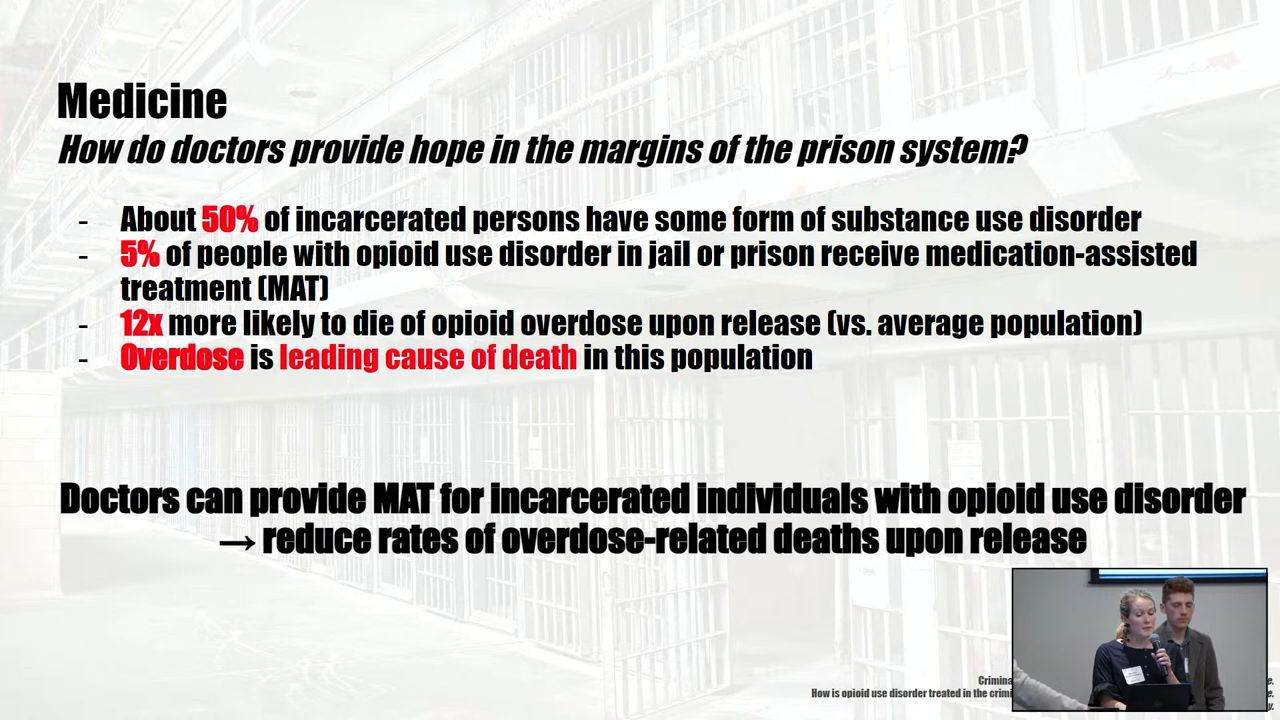 Medicine
How do doctors provide hope in the margins of the prison system?
- About 50% of incarcerated persons have some form of substance use disorder
- 5% of people with opioid use disorder in jail or prison receive medication-assisted
treatment (MAT)
- 12x more likely to die of opioid overdose upon release (vs. average population)
- Overdose is leading cause of death in this population
Doctors can provide MAT for incarcerated individuals with opioid use disorder
→ reduce rates of overdose-related deaths upon release
How is opioid use disorder treated in the